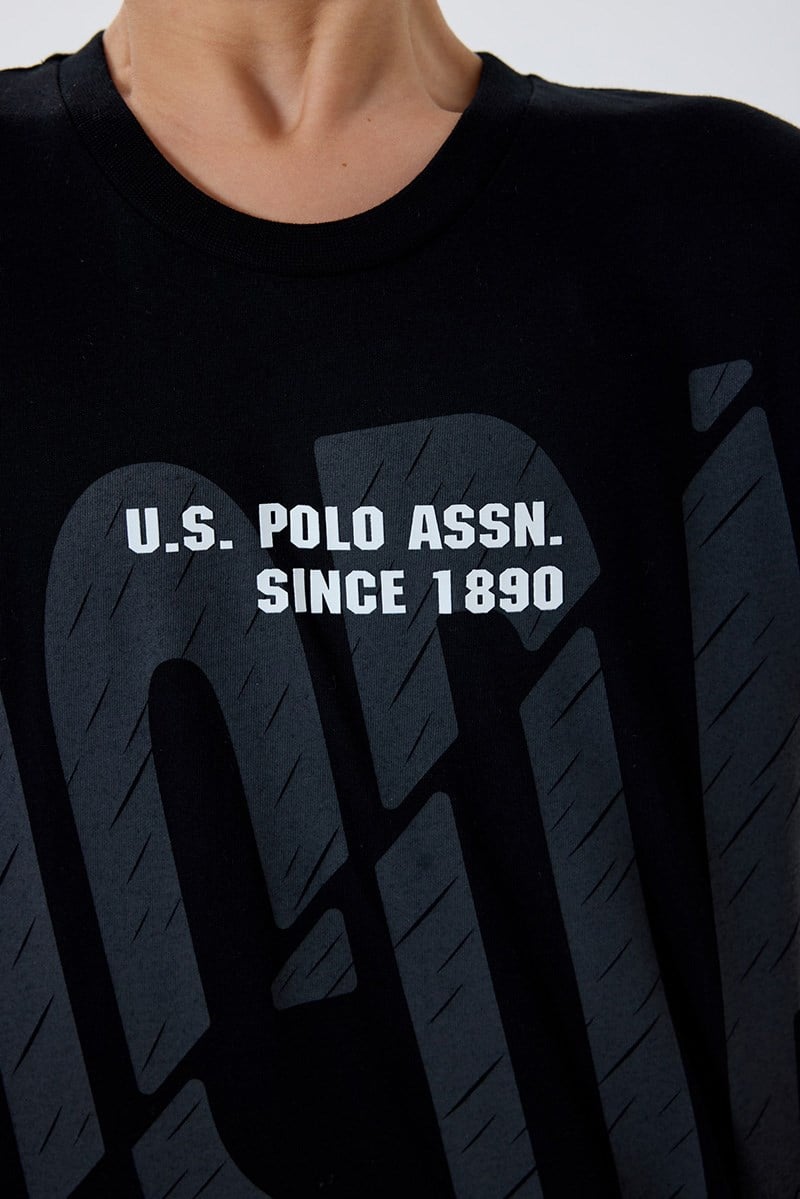 U.S. POLO ASSN.
SINCE 1890